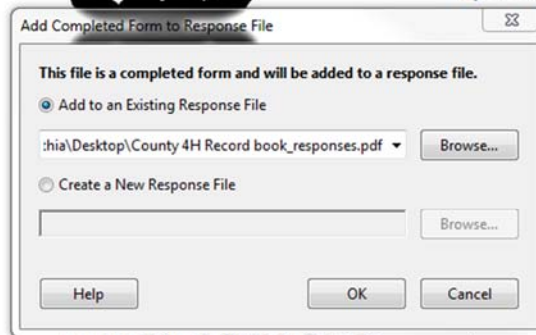 Add Completed Form to Response File
This file is a completed form and will be added to a response file.
Add to an Existing Response File
:hia\Desktop\County 4H Record book_responses.pdf
Browse...
Create a New Response File
Browse...
Help
OK
Cancel